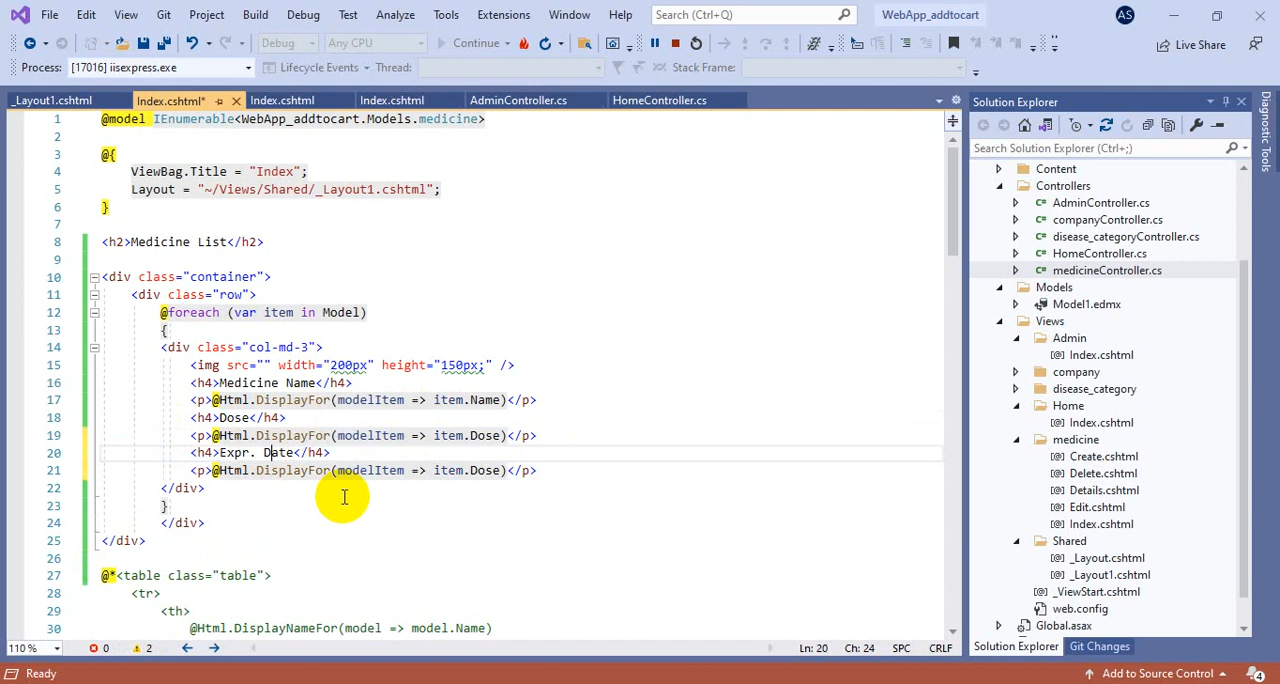 File Edit View Git Project Build Debug Test Analyze Tools Extensions Window Help Search (Ctrl+Q) WebApp_addtocart AS
Debug Any CPU Continue Live Share
Process: [17016] iisexpress.exe Lifecycle Events Thread: Stack Frame:
_Layout1.cshtml Index.cshtml* Index.cshtml Index.cshtml AdminController.cs HomeController.cs
1 @model IEnumerable<WebApp_addtocart.Models.medicine>
2
3 @{
4 ViewBag.Title = "Index";
5 Layout = "~/Views/Shared/_Layout1.cshtml";
6 }
7
8 <h2>Medicine List</h2>
9
10 <div class="container">
11 <div class="row">
12 @foreach (var item in Model)
13 {
14 <div class="col-md-3">
15 <img src="" width="200px" height="150px;" />
16 <h4>Medicine Name</h4>
17 <p>@Html.DisplayFor(modelItem => item.Name)</p>
18 <h4>Dose</h4>
19 <p>@Html.DisplayFor(modelItem => item.Dose)</p>
20 <h4>Expr. Date</h4>
21 <p>@Html.DisplayFor(modelItem => item.Dose)</p>
22 </div>
23 }
24 </div>
25 </div>
26
27 @*<table class="table">
28 <tr>
29 <th>
30 @Html.DisplayNameFor(model => model.Name)
110 % 0 2 Ln: 20 Ch: 24 SPC CRLF
Ready Add to Source Control 4
Solution Explorer
Search Solution Explorer (Ctrl+;)
Content
Controllers
C# AdminController.cs
C# companyController.cs
C# disease_categoryController.cs
C# HomeController.cs
C# medicineController.cs
Models
Model1.edmx
Views
Admin
Index.cshtml
company
disease_category
Home
Index.cshtml
medicine
Create.cshtml
Delete.cshtml
Details.cshtml
Edit.cshtml
Index.cshtml
Shared
_Layout.cshtml
_Layout1.cshtml
_ViewStart.cshtml
web.config
Global.asax
Solution Explorer Git Changes
Diagnostic Tools